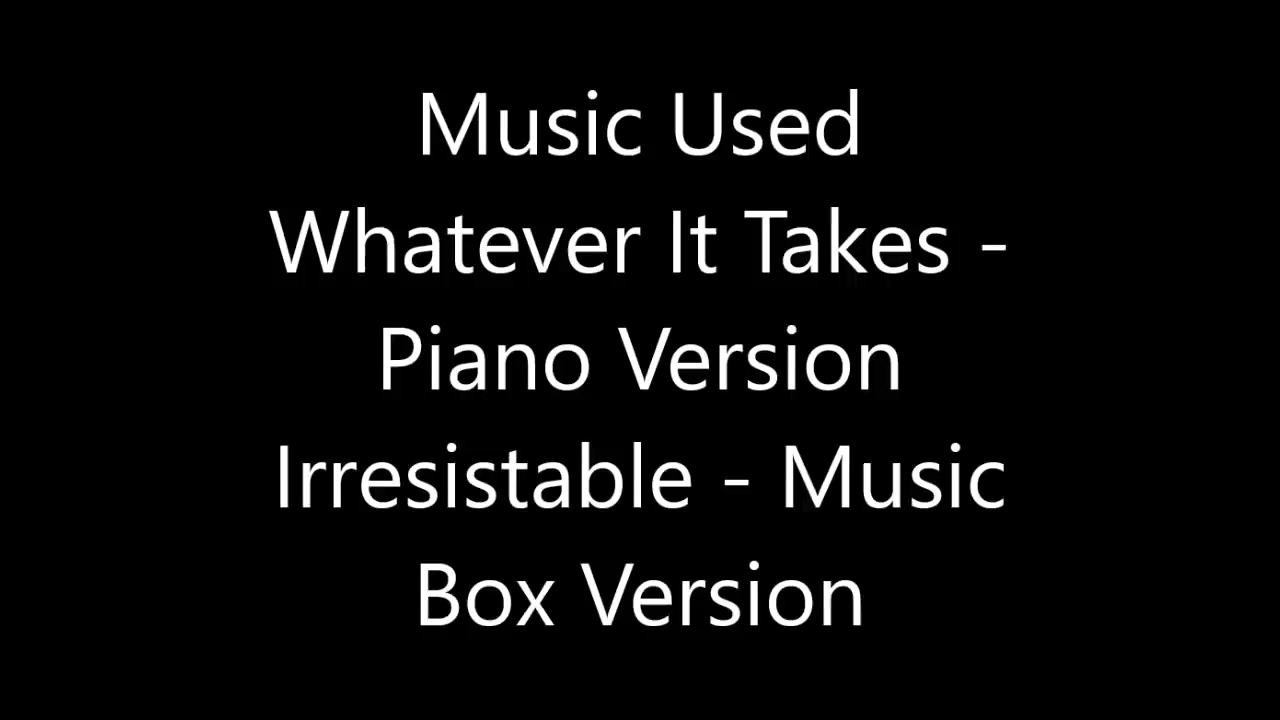 Music Used
Whatever It Takes -
Piano Version
Irresistable - Music
Box Version